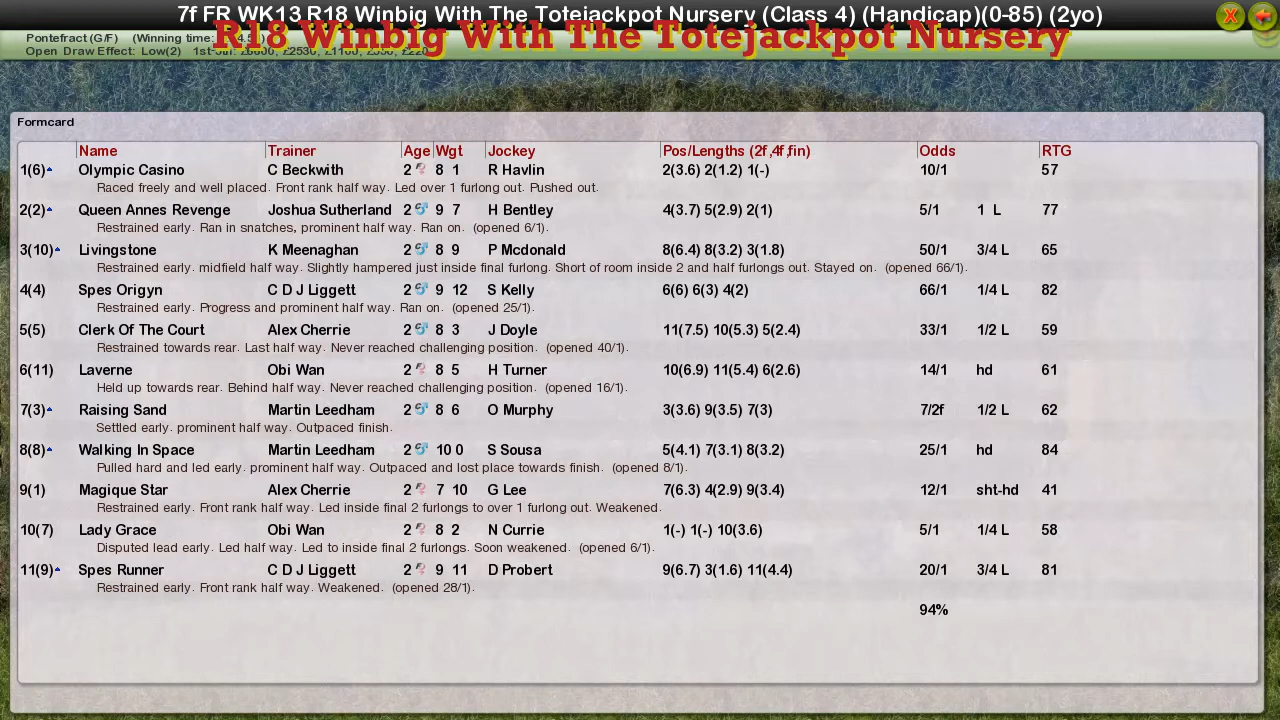 7f FR WK13 R18 Winbig With The Totejackpot Nursery (Class 4) (Handicap)(0-85) (2yo)
R18 Winbig With The Totejackpot Nursery
Pontefract (G/F) (Winning time:
Open Draw Effect: Low(2)
Formcard
Name Trainer Age Wgt Jockey Pos/Lengths (2f,4f,fin) Odds RTG
1(6) Olympic Casino C Beckwith 2 8 1 R Havlin 2(3.6) 2(1.2) 1(-) 10/1 57
Raced freely and well placed. Front rank half way. Led over 1 furlong out. Pushed out.
2(2) Queen Annes Revenge Joshua Sutherland 2 9 7 H Bentley 4(3.7) 5(2.9) 2(1) 5/1 1 L 77
Restrained early. Ran in snatches, prominent half way. Ran on. (opened 6/1).
3(10) Livingstone K Meenaghan 2 8 9 P Mcdonald 8(6.4) 8(3.2) 3(1.8) 50/1 3/4 L 65
Restrained early. midfield half way. Slightly hampered just inside final furlong. Short of room inside 2 and half furlongs out. Stayed on. (opened 66/1).
4(4) Spes Origyn C D J Liggett 2 9 12 S Kelly 6(6) 6(3) 4(2) 66/1 1/4 L 82
Restrained early. Progress and prominent half way. Ran on. (opened 25/1).
5(5) Clerk Of The Court Alex Cherrie 2 8 3 J Doyle 11(7.5) 10(5.3) 5(2.4) 33/1 1/2 L 59
Restrained towards rear. Last half way. Never reached challenging position. (opened 40/1).
6(11) Laverne Obi Wan 2 8 5 H Turner 10(6.9) 11(5.4) 6(2.6) 14/1 hd 61
Held up towards rear. Behind half way. Never reached challenging position. (opened 16/1).
7(3) Raising Sand Martin Leedham 2 8 6 O Murphy 3(3.6) 9(3.5) 7(3) 7/2f 1/2 L 62
Settled early. prominent half way. Outpaced finish.
8(8) Walking In Space Martin Leedham 2 10 0 S Sousa 5(4.1) 7(3.1) 8(3.2) 25/1 hd 84
Pulled hard and led early. prominent half way. Outpaced and lost place towards finish. (opened 8/1).
9(1) Magique Star Alex Cherrie 2 7 10 G Lee 7(6.3) 4(2.9) 9(3.4) 12/1 sht-hd 41
Restrained early. Front rank half way. Led inside final 2 furlongs to over 1 furlong out. Weakened.
10(7) Lady Grace Obi Wan 2 8 2 N Currie 1(-) 1(-) 10(3.6) 5/1 1/4 L 58
Disputed lead early. Led half way. Led to inside final 2 furlongs. Soon weakened. (opened 6/1).
11(9) Spes Runner C D J Liggett 2 9 11 D Probert 9(6.7) 3(1.6) 11(4.4) 20/1 3/4 L 81
Restrained early. Front rank half way. Weakened. (opened 28/1).
94%